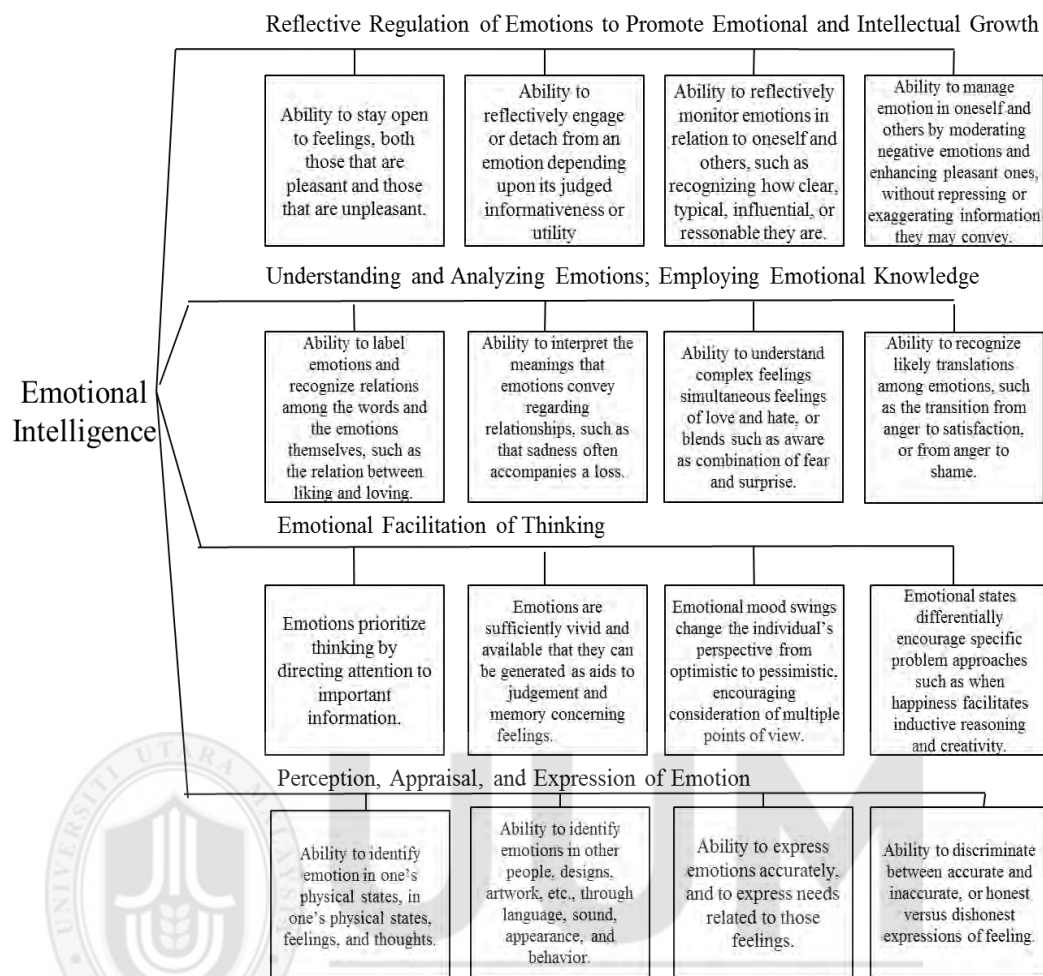 Reflective Regulation of Emotions to Promote Emotional and Intellectual Growth
Ability to stay open
to feelings, both
those that are
pleasant and those
that are unpleasant.
Ability to
reflectively engage
or detach from an
emotion depending
upon its judged
informativeness or
utility
Ability to reflectively
monitor emotions in
relation to oneself and
others, such as
recognizing how clear,
typical, influential, or
ressonable they are.
Ability to manage
emotion in oneself and
others by moderating
negative emotions and
enhancing pleasant ones,
without repressing or
exaggerating information
they may convey.
Understanding and Analyzing Emotions; Employing Emotional Knowledge
Emotional
Intelligence
Ability to label
emotions and
recognize relations
among the words and
the emotions
themselves, such as
the relation between
liking and loving.
Ability to interpret the
meanings that
emotions convey
regarding
relationships, such as
that sadness often
accompanies a loss.
Ability to understand
complex feelings
simultaneous feelings
of love and hate, or
blends such as aware
as combination of fear
and surprise.
Ability to recognize
likely translations
among emotions, such
as the transition from
anger to satisfaction,
or from anger to
shame.
Emotional Facilitation of Thinking
Emotions prioritize
thinking by
directing attention to
important
information.
Emotions are
sufficiently vivid and
available that they can
be generated as aids to
judgement and
memory concerning
feelings.
Emotional mood swings
change the individual's
perspective from
optimistic to pessimistic,
encouraging
consideration of multiple
points of view.
Emotional states
differentially
encourage specific
problem approaches
such as when
happiness facilitates
inductive reasoning
and creativity.
Perception, Appraisal, and Expression of Emotion
Ability to identify
emotion in one's
physical states, in
one's physical states,
feelings, and thoughts.
Ability to identify
emotions in other
people, designs,
artwork, etc., through
language, sound,
appearance, and
behavior.
Ability to express
emotions accurately,
and to express needs
related to those
feelings.
Ability to discriminate
between accurate and
inaccurate, or honest
versus dishonest
expressions of feeling.
UNIVERSITI UTARA MALAYS
UUM